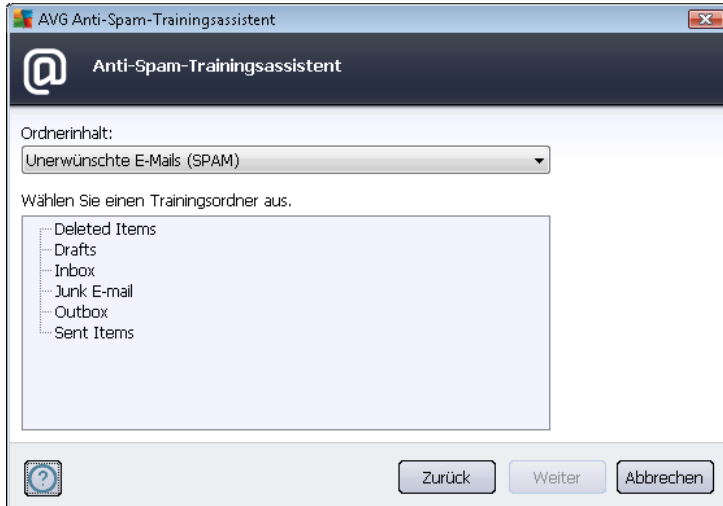 AVG Anti-Spam-Trainingsassistent
Anti-Spam-Trainingsassistent
Ordnerinhalt:
Unerwünschte E-Mails (SPAM)
Wählen Sie einen Trainingsordner aus.
Deleted Items
Drafts
Inbox
Junk E-mail
Outbox
Sent Items
Zurück
Weiter
Abbrechen